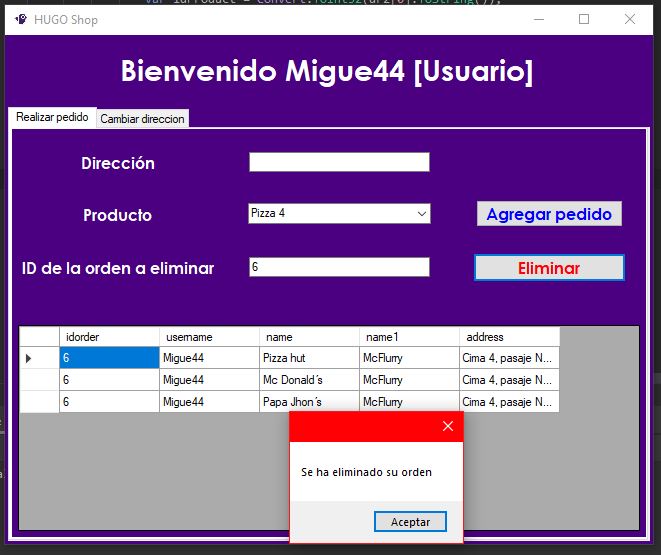 var idProduct = Convert.ToInt32(dr2[0].ToString());
HUGO Shop
Bienvenido Migue44 [Usuario]
Realizar pedido Cambiar direccion
Dirección
Producto Pizza 4 Agregar pedido
ID de la orden a eliminar 6 Eliminar
idorder username name name1 address
6 Migue44 Pizza hut McFlurry Cima 4, pasaje N...
6 Migue44 Mc Donald´s McFlurry Cima 4, pasaje N...
6 Migue44 Papa Jhon´s McFlurry Cima 4, pasaje N...
Se ha eliminado su orden
Aceptar